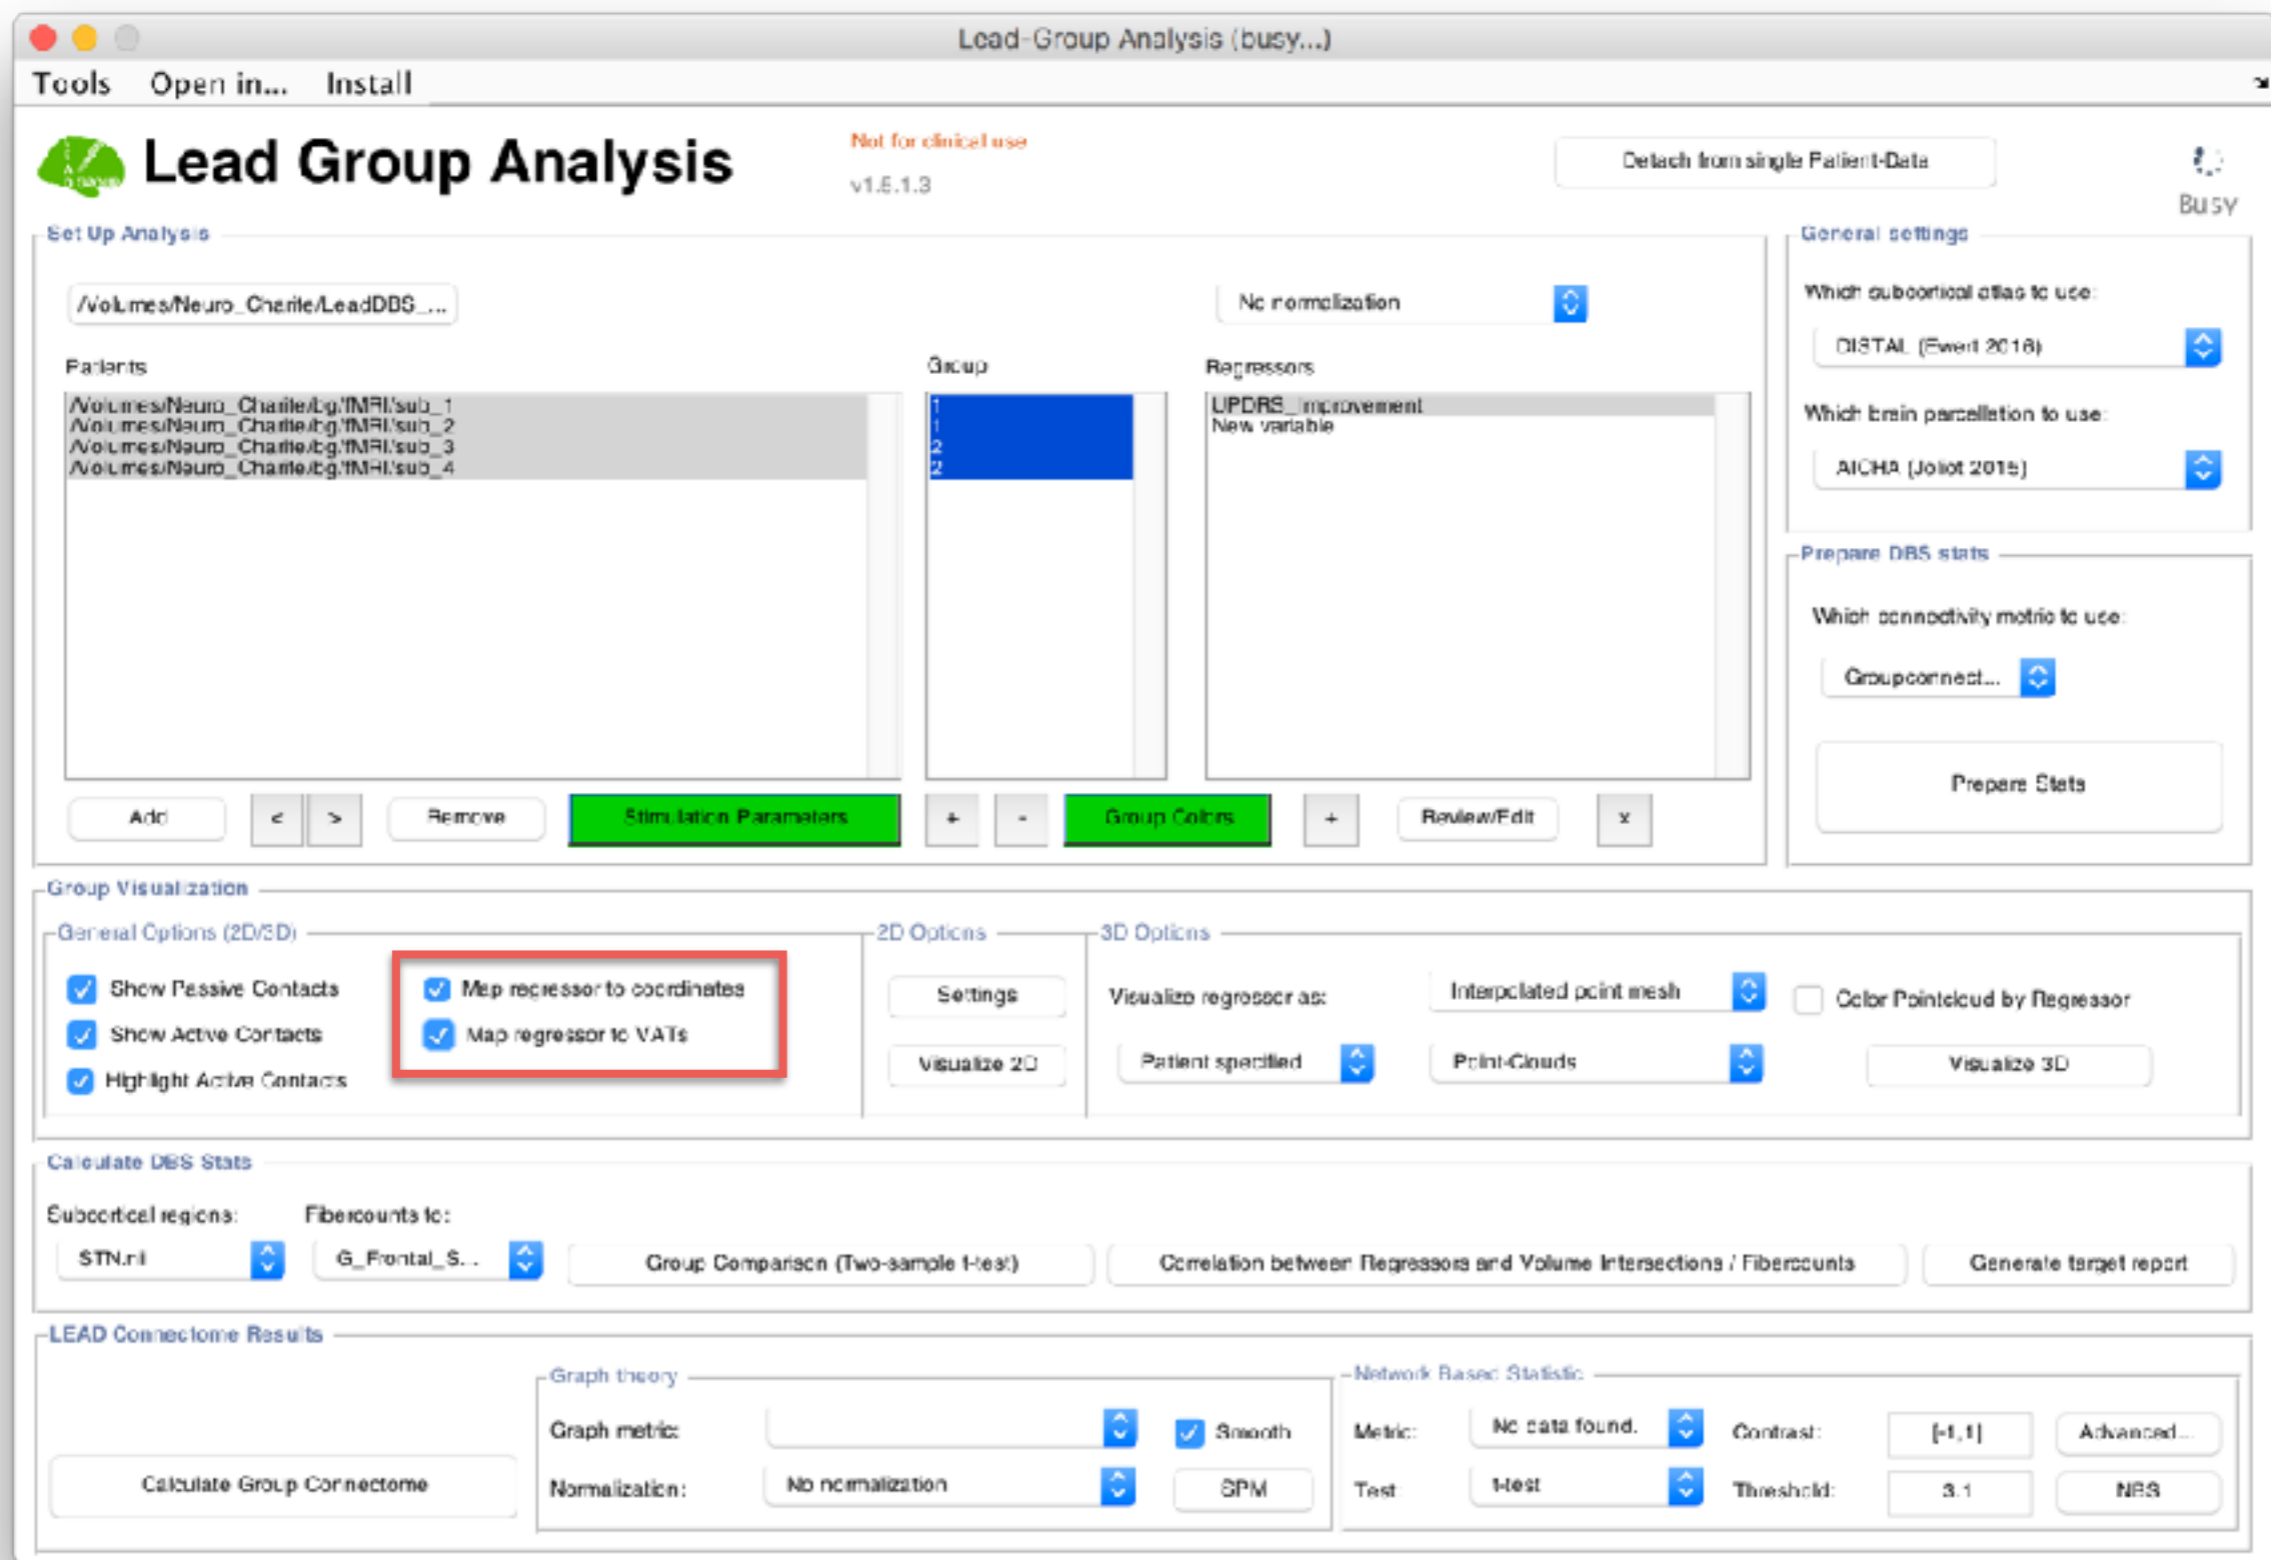 Lead-Group Analysis (busy...)
Tools Open in... Install
Lead Group Analysis
Not for clinical use
v1.5.1.3
Detach from single Patient-Data
Busy
Set Up Analysis
/Volumes/Neuro_Charite/LeadDBS_...
No normalization
Patients
Group
Regressors
/Volumes/Neuro_Charite/bg/fMRI/sub_1
/Volumes/Neuro_Charite/bg/fMRI/sub_2
/Volumes/Neuro_Charite/bg/fMRI/sub_3
/Volumes/Neuro_Charite/bg/fMRI/sub_4
1
1
2
2
UPDRS_Improvement
New variable
Add
<
>
Remove
Stimulation Parameters
+
-
Group Colors
+
Review/Edit
x
General settings
Which subcortical atlas to use:
DISTAL (Ewert 2016)
Which brain parcellation to use:
AICHA (Joliot 2015)
Prepare DBS stats
Which connectivity metric to use:
Groupconnect...
Prepare Stats
Group Visualization
General Options (2D/3D)
Show Passive Contacts
Show Active Contacts
Highlight Active Contacts
Map regressor to coordinates
Map regressor to VATs
2D Options
Settings
Visualize 2D
3D Options
Visualize regressor as:
Interpolated point mesh
Color Pointcloud by Regressor
Patient specified
Point-Clouds
Visualize 3D
Calculate DBS Stats
Subcortical regions:
Fibercounts to:
STN.nii
G_Frontal_S...
Group Comparison (Two-sample t-test)
Correlation between Regressors and Volume Intersections / Fibercounts
Generate target report
LEAD Connectome Results
Calculate Group Connectome
Graph theory
Graph metric:
Smooth
Normalization:
No normalization
SPM
Network Based Statistic
Metric:
No data found.
Contrast:
[-1,1]
Advanced...
Test:
t-test
Threshold:
3.1
NBS